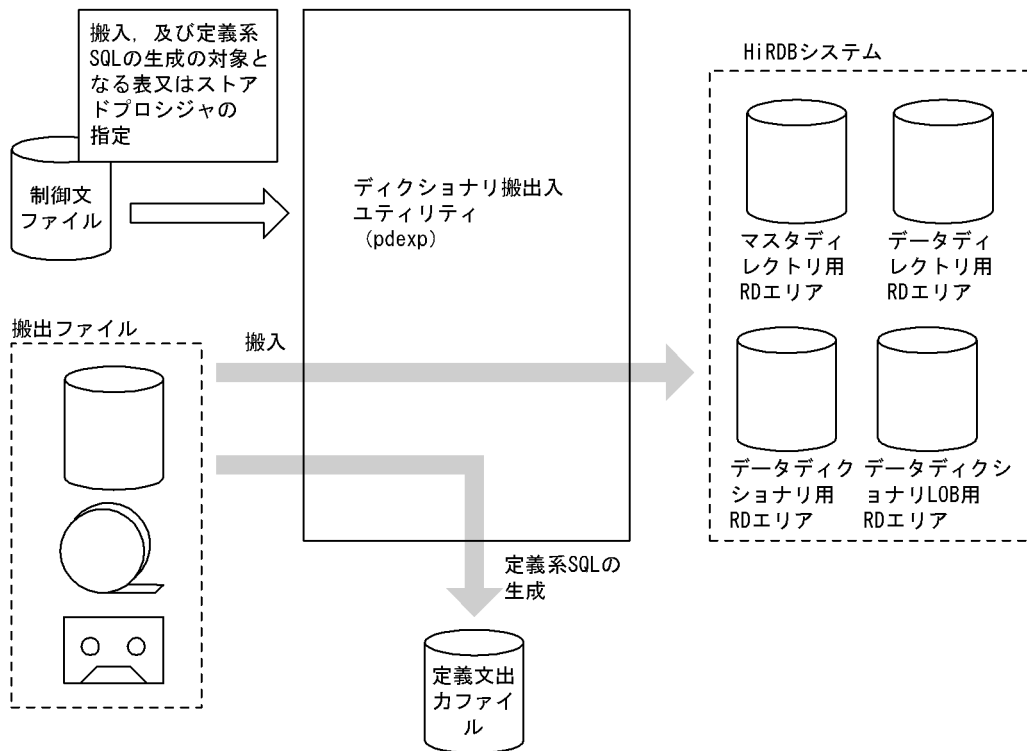 搬入，及び定義系
SQLの生成の対象と
なる表又はストア
ドプロシジャの
指定
制御文
ファイル
ディクショナリ搬出入
ユティリティ
(pdexp)
HiRDBシステム
マスタディ
レクトリ用
RDエリア
データディ
レクトリ用
RDエリア
データディク
ショナリ用
RDエリア
データディクシ
ョナリLOB用
RDエリア
搬出ファイル
搬入
定義系SQLの
生成
定義文出
力ファイ
ル